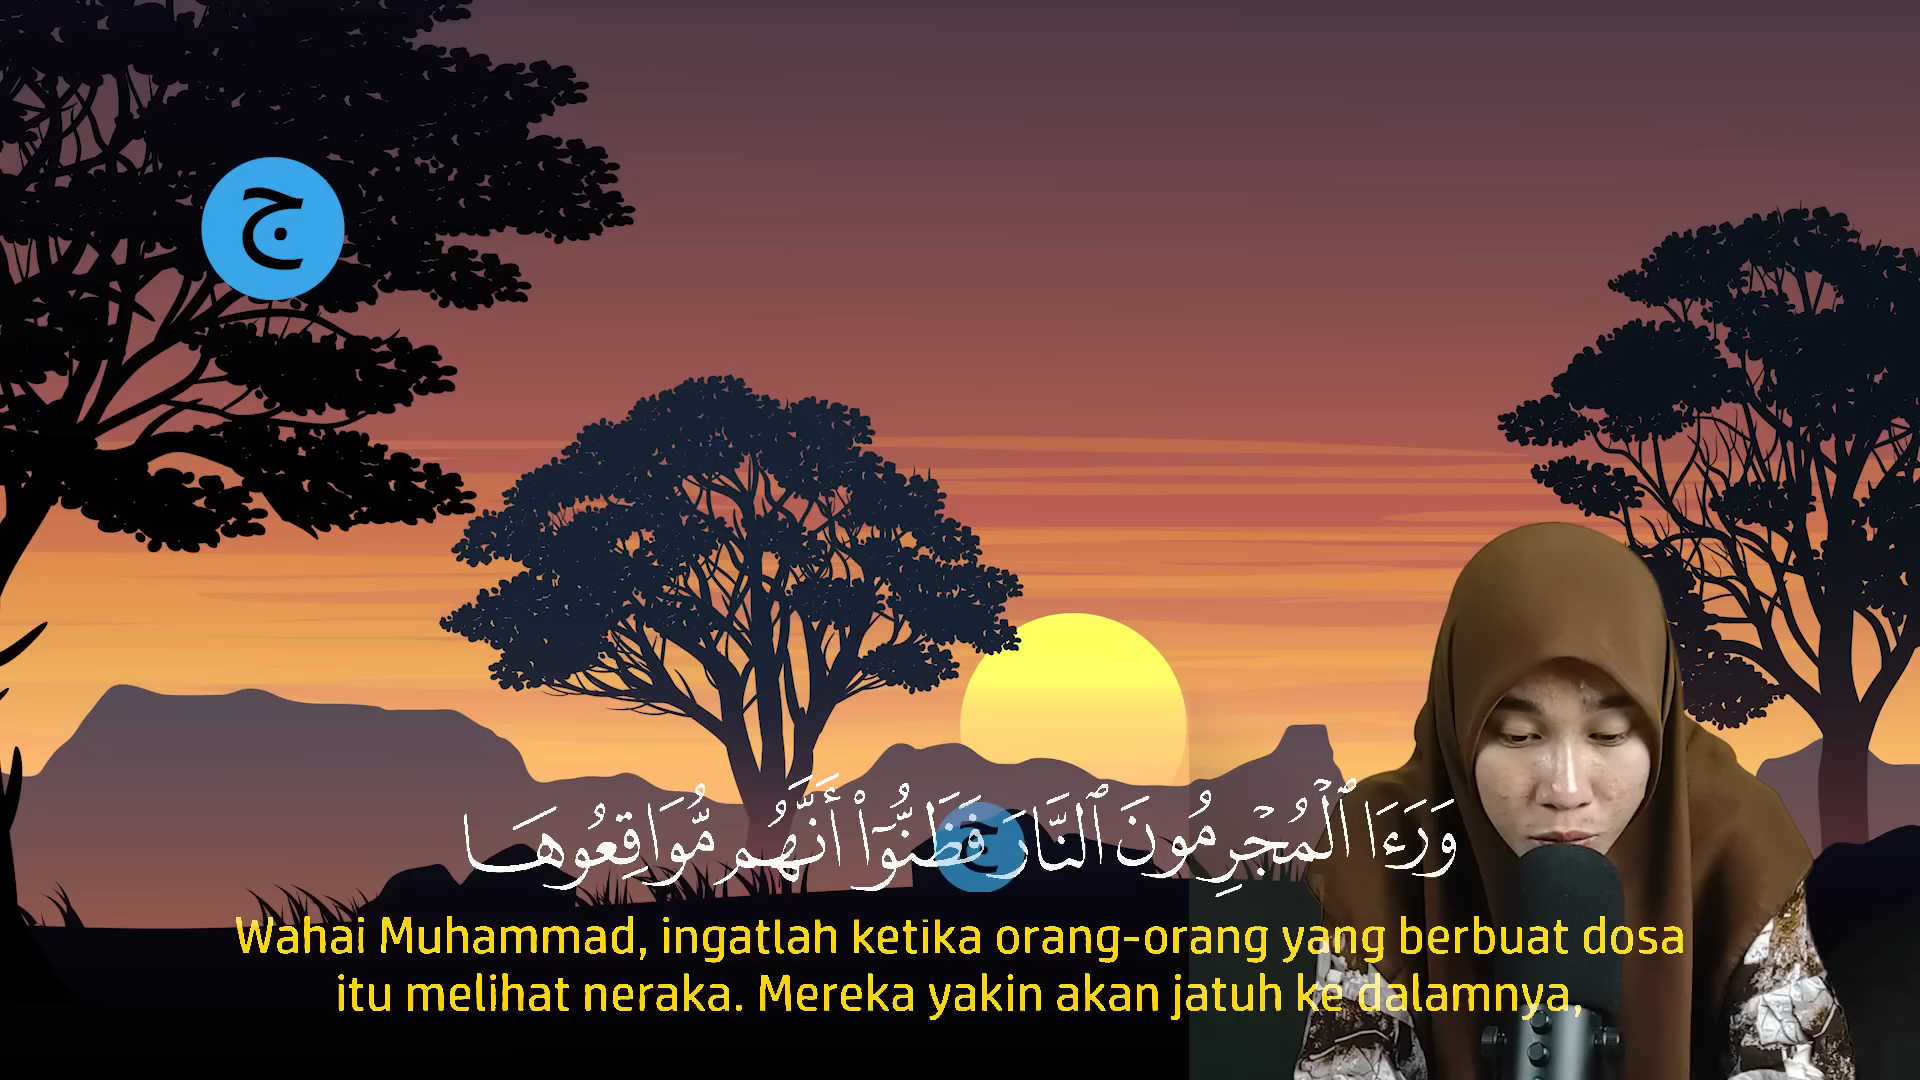 ج
وَرَءَا ٱلْمُجْرِمُونَ ٱلنَّارَ فَظَنُّوٓا۟ أَنَّهُم مُّوَاقِعُوهَا
ج
Wahai Muhammad, ingatlah ketika orang-orang yang berbuat dosa
itu melihat neraka. Mereka yakin akan jatuh ke dalamnya,